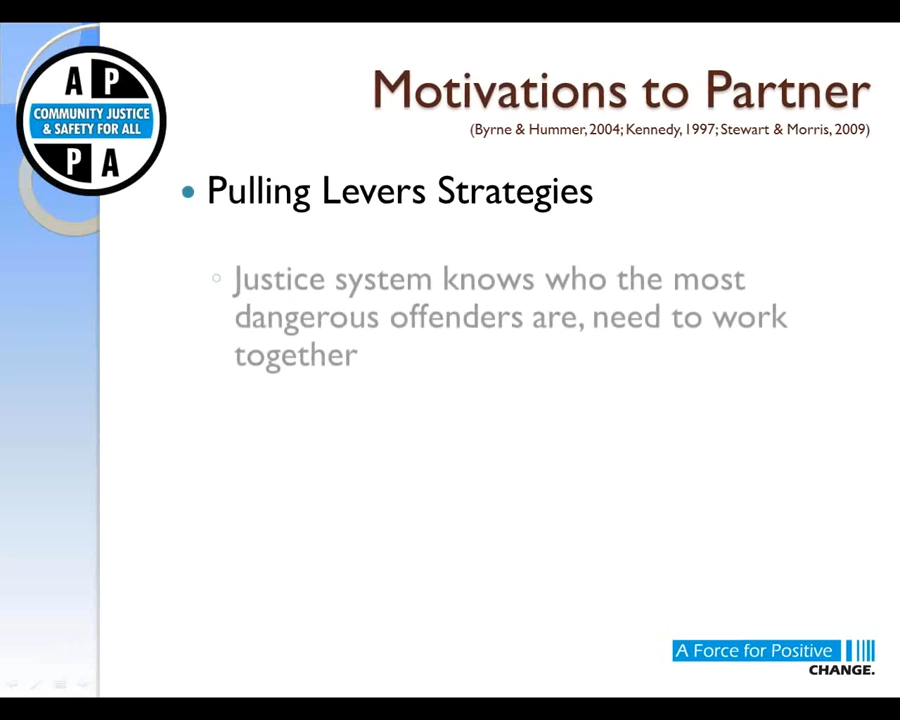 A P
COMMUNITY JUSTICE
& SAFETY FOR ALL
P A
Motivations to Partner
(Byrne & Hummer, 2004; Kennedy, 1997; Stewart & Morris, 2009)
• Pulling Levers Strategies
◦ Justice system knows who the most
dangerous offenders are, need to work
together
A Force for Positive
CHANGE.